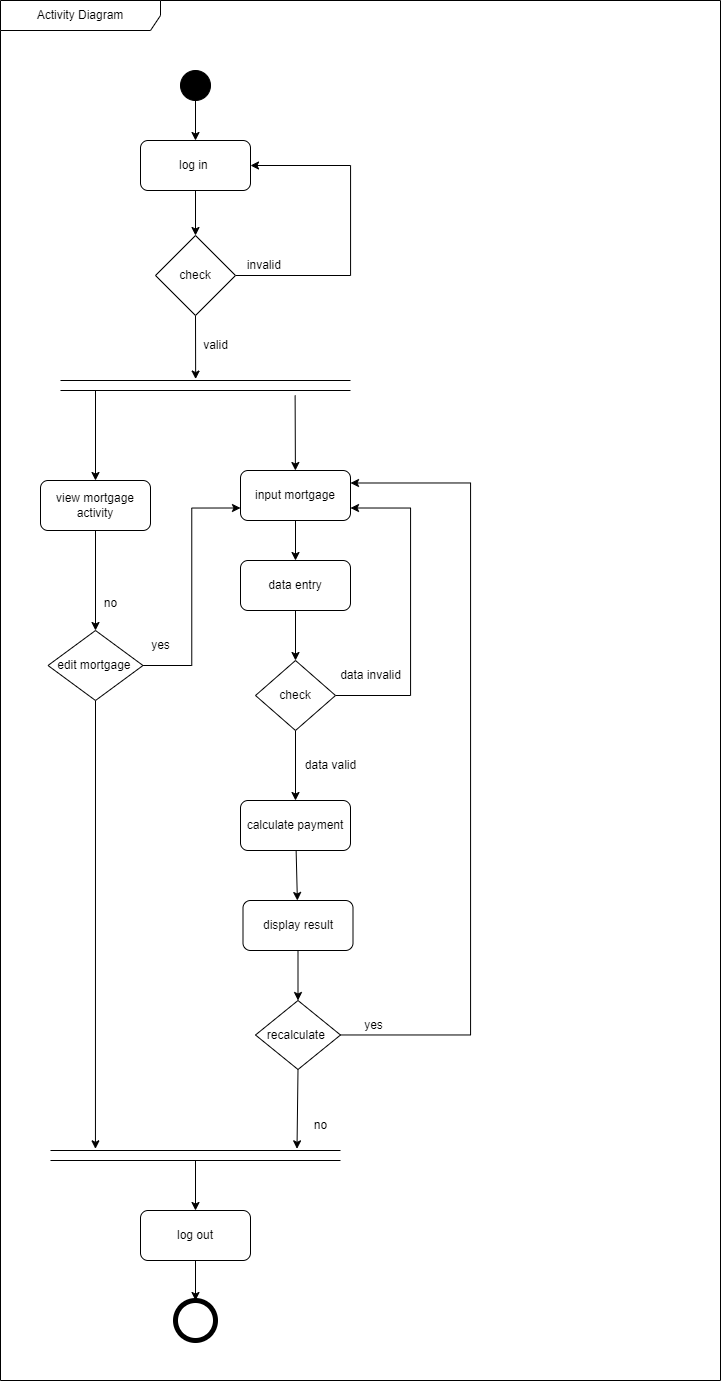 Activity Diagram
log in
check
invalid
valid
view mortgage
activity
input mortgage
data entry
no
yes
edit mortgage
data invalid
check
data valid
calculate payment
display result
recalculate
yes
no
log out